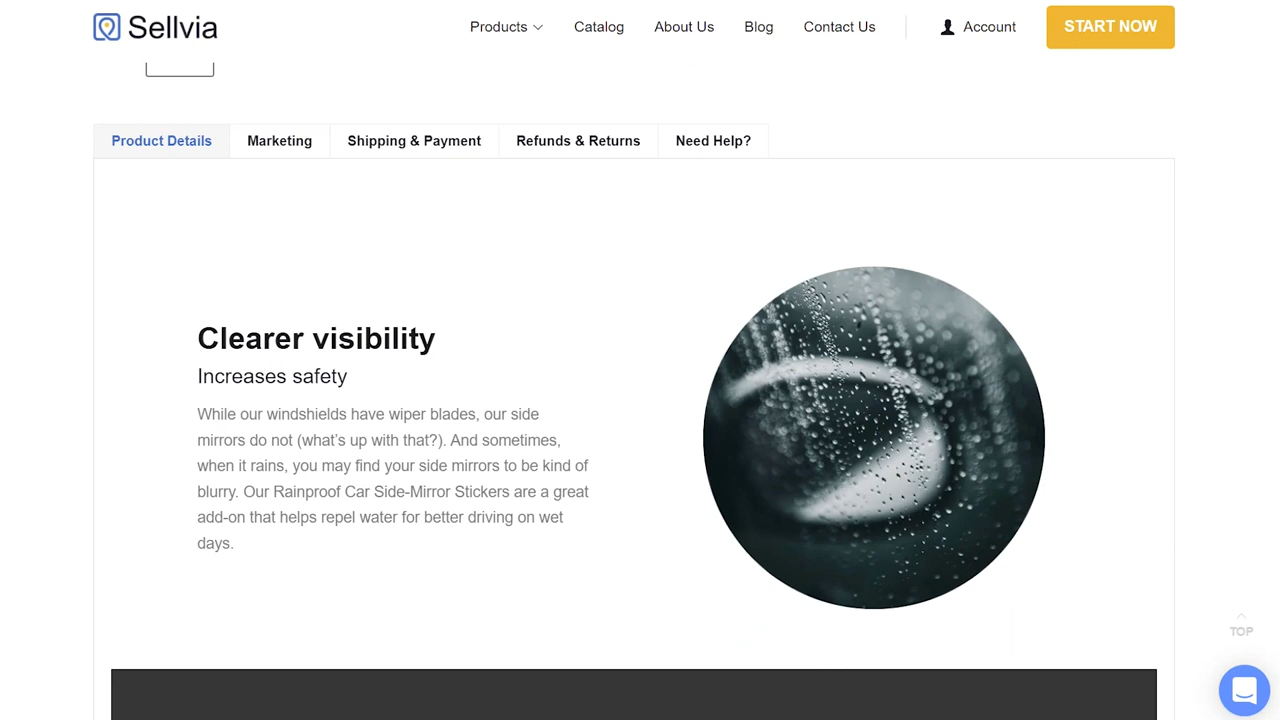 Sellvia
Products
Catalog
About Us
Blog
Contact Us
Account
START NOW
Product Details
Marketing
Shipping & Payment
Refunds & Returns
Need Help?
Clearer visibility
Increases safety
While our windshields have wiper blades, our side
mirrors do not (what’s up with that?). And sometimes,
when it rains, you may find your side mirrors to be kind of
blurry. Our Rainproof Car Side-Mirror Stickers are a great
add-on that helps repel water for better driving on wet
days.
TOP